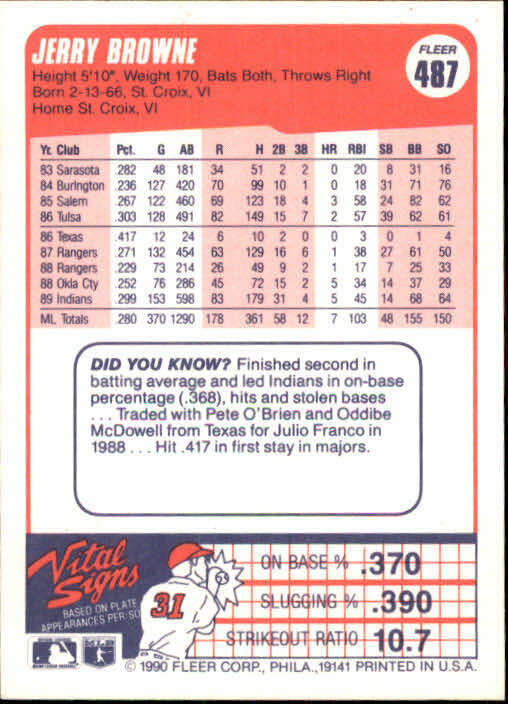 JERRY BROWNE
FLEER
487
Height 5'10", Weight 170, Bats Both, Throws Right
Born 2-13-66, St. Croix, VI
Home St. Croix, VI
Yr. Club Pct. G AB R H 2B 3B HR RBI SB BB SO
83 Sarasota .282 48 181 34 51 2 2 0 20 8 31 16
84 Burlngton .236 127 420 70 99 10 1 0 18 31 71 76
85 Salem .267 122 460 69 123 18 4 3 58 24 82 62
86 Tulsa .303 128 491 82 149 15 7 2 57 39 62 61
86 Texas .417 12 24 6 10 2 0 0 3 0 1 4
87 Rangers .271 132 454 63 129 16 6 1 38 27 61 50
88 Rangers .229 73 214 26 49 9 2 1 17 7 25 33
88 Okla Cty .252 76 286 45 72 15 2 5 34 14 37 29
89 Indians .299 153 598 83 179 31 4 5 45 14 68 64
ML Totals .280 370 1290 178 361 58 12 7 103 48 155 150
DID YOU KNOW? Finished second in
batting average and led Indians in on-base
percentage (.368), hits and stolen bases
. . . Traded with Pete O'Brien and Oddibe
McDowell from Texas for Julio Franco in
1988 . . . Hit .417 in first stay in majors.
Vital
Signs
BASED ON PLATE
APPEARANCES PER SO
31
ON BASE % .370
SLUGGING % .390
STRIKEOUT RATIO 10.7
© 1990 FLEER CORP., PHILA., 19141 PRINTED IN U.S.A.